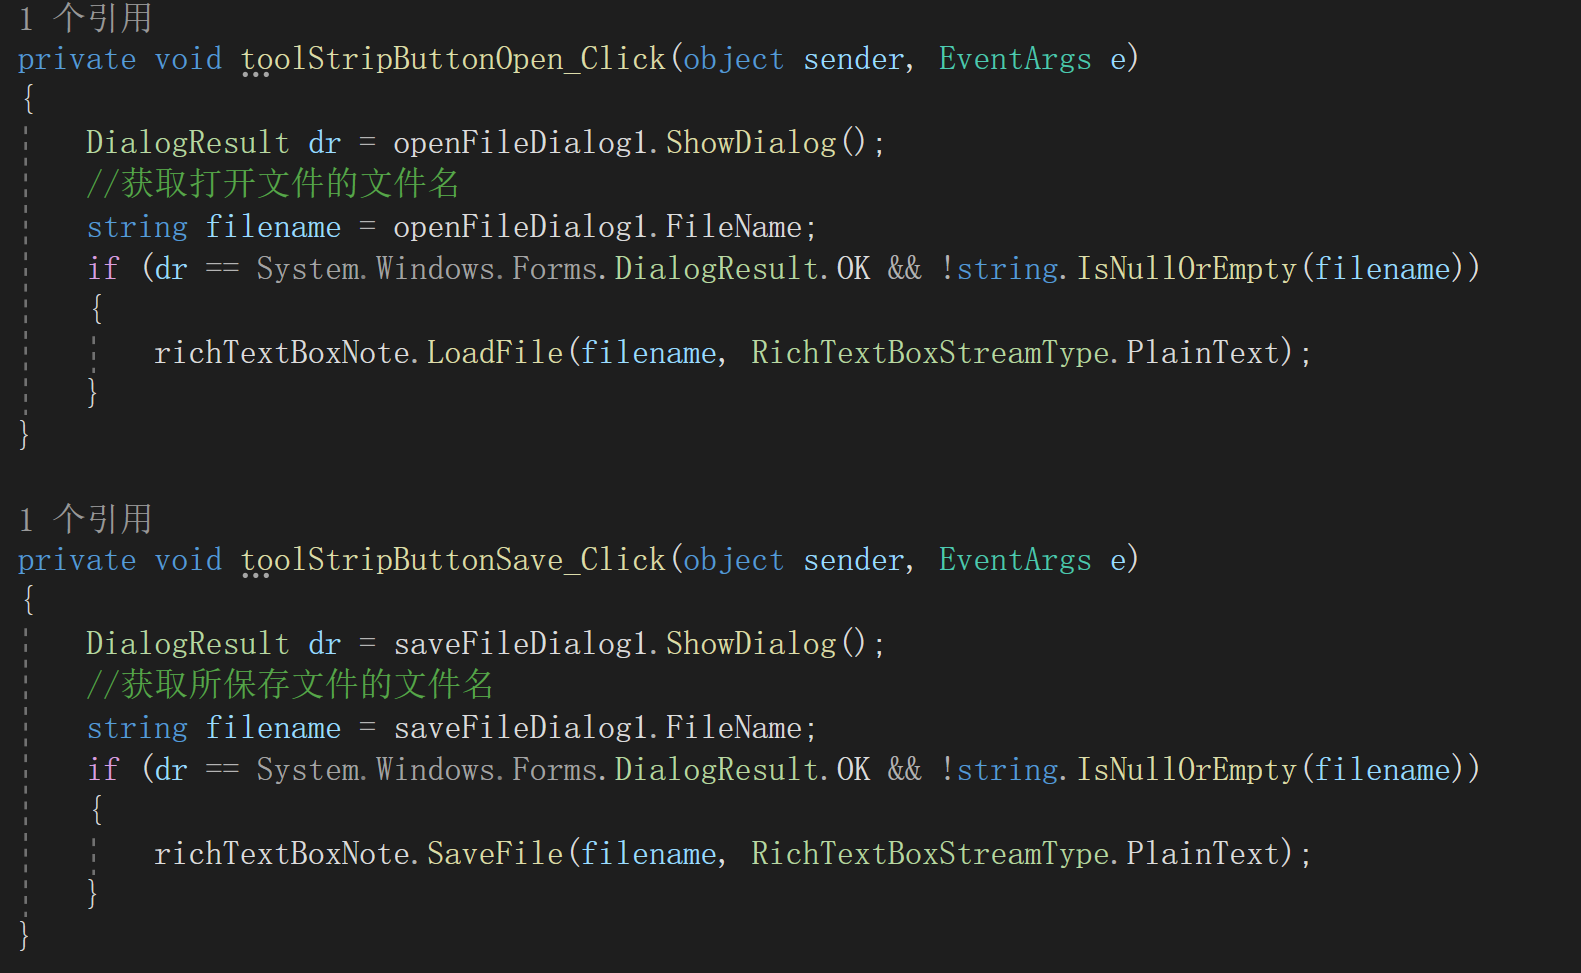 1 个引用
private void toolStripButtonOpen_Click(object sender, EventArgs e)
{
DialogResult dr = openFileDialog1.ShowDialog();
//获取打开文件的文件名
string filename = openFileDialog1.FileName;
if (dr == System.Windows.Forms.DialogResult.OK && !string.IsNullOrEmpty(filename))
{
richTextBoxNote.LoadFile(filename, RichTextBoxStreamType.PlainText);
}
}
1 个引用
private void toolStripButtonSave_Click(object sender, EventArgs e)
{
DialogResult dr = saveFileDialog1.ShowDialog();
//获取所保存文件的文件名
string filename = saveFileDialog1.FileName;
if (dr == System.Windows.Forms.DialogResult.OK && !string.IsNullOrEmpty(filename))
{
richTextBoxNote.SaveFile(filename, RichTextBoxStreamType.PlainText);
}
}